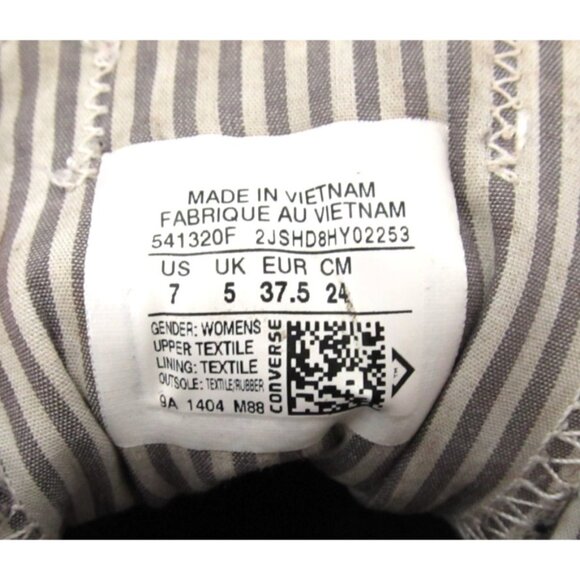 MADE IN VIETNAM
FABRIQUE AU VIETNAM
541320F 2JSHD8HY02253
US UK EUR CM
7 5 37.5 24
GENDER: WOMENS
UPPER TEXTILE
LINING: TEXTILE
OUTSOLE: TEXTILE/RUBBER
9A 1404 M88
CONVERSE